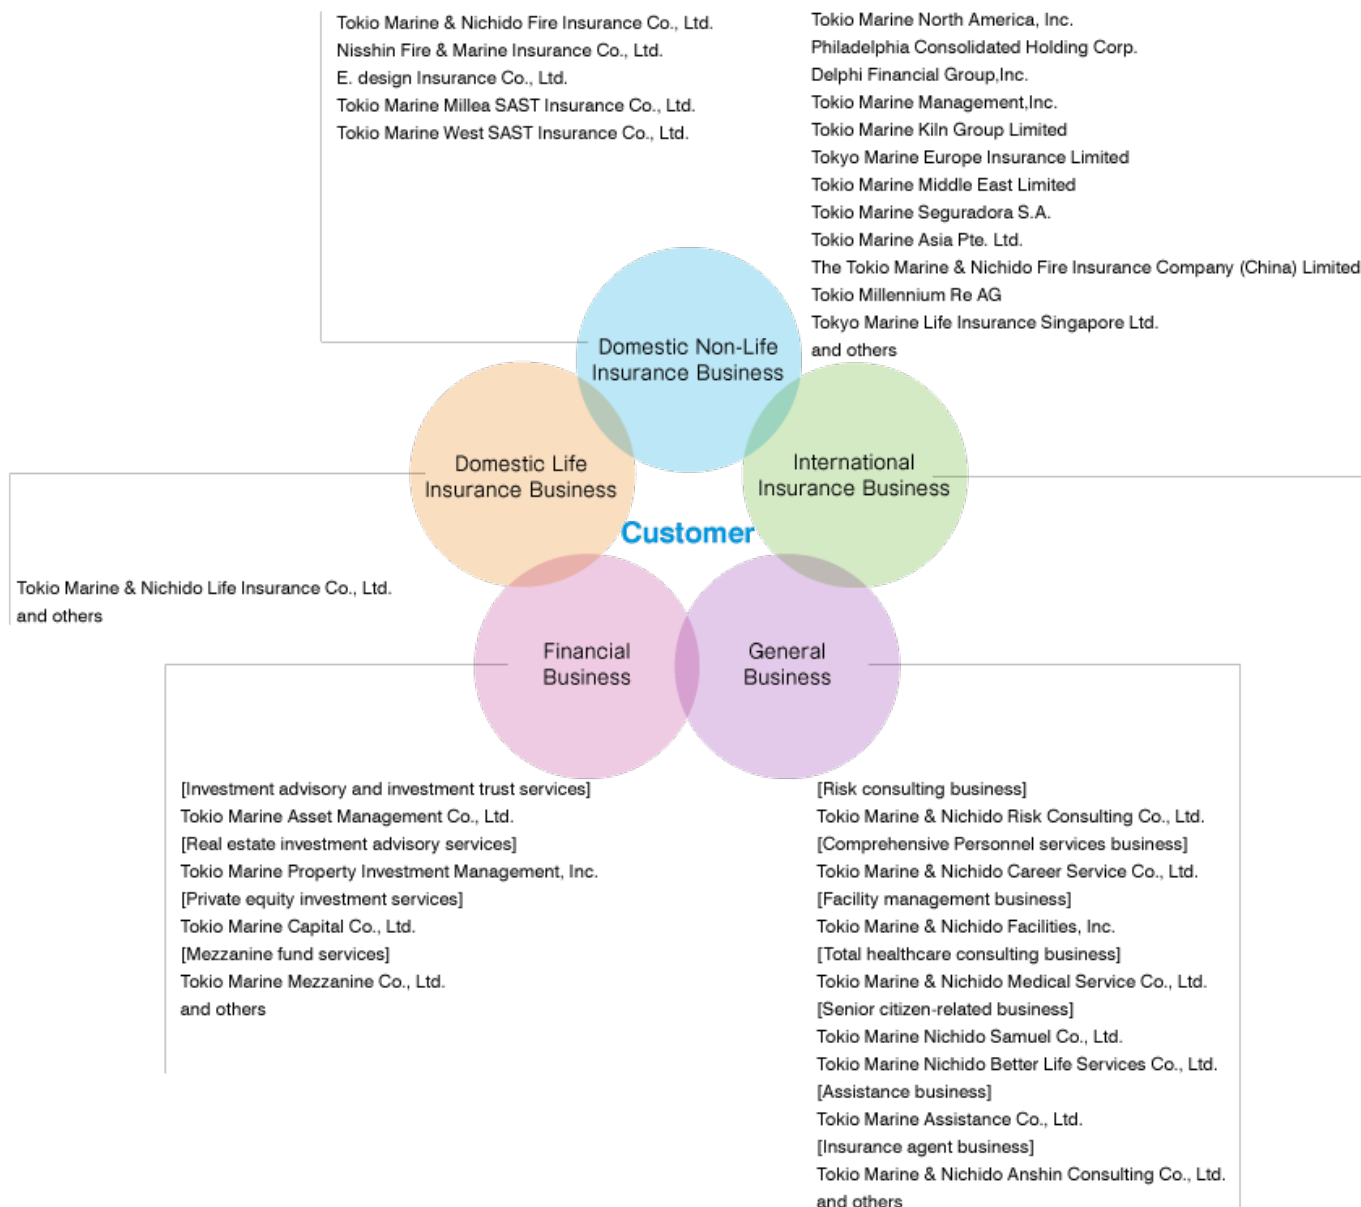 Tokio Marine & Nichido Fire Insurance Co., Ltd.
Nisshin Fire & Marine Insurance Co., Ltd.
E. design Insurance Co., Ltd.
Tokio Marine Millea SAST Insurance Co., Ltd.
Tokio Marine West SAST Insurance Co., Ltd.
Tokio Marine North America, Inc.
Philadelphia Consolidated Holding Corp.
Delphi Financial Group,Inc.
Tokio Marine Management,Inc.
Tokio Marine Kiln Group Limited
Tokyo Marine Europe Insurance Limited
Tokio Marine Middle East Limited
Tokio Marine Seguradora S.A.
Tokio Marine Asia Pte. Ltd.
The Tokio Marine & Nichido Fire Insurance Company (China) Limited
Tokio Millennium Re AG
Tokyo Marine Life Insurance Singapore Ltd.
and others
Domestic Non-Life
Insurance Business
Domestic Life
Insurance Business
International
Insurance Business
Customer
Tokio Marine & Nichido Life Insurance Co., Ltd.
and others
Financial
Business
General
Business
[Investment advisory and investment trust services]
Tokio Marine Asset Management Co., Ltd.
[Real estate investment advisory services]
Tokio Marine Property Investment Management, Inc.
[Private equity investment services]
Tokio Marine Capital Co., Ltd.
[Mezzanine fund services]
Tokio Marine Mezzanine Co., Ltd.
and others
[Risk consulting business]
Tokio Marine & Nichido Risk Consulting Co., Ltd.
[Comprehensive Personnel services business]
Tokio Marine & Nichido Career Service Co., Ltd.
[Facility management business]
Tokio Marine & Nichido Facilities, Inc.
[Total healthcare consulting business]
Tokio Marine & Nichido Medical Service Co., Ltd.
[Senior citizen-related business]
Tokio Marine Nichido Samuel Co., Ltd.
Tokio Marine Nichido Better Life Services Co., Ltd.
[Assistance business]
Tokio Marine Assistance Co., Ltd.
[Insurance agent business]
Tokio Marine & Nichido Anshin Consulting Co., Ltd.
and others